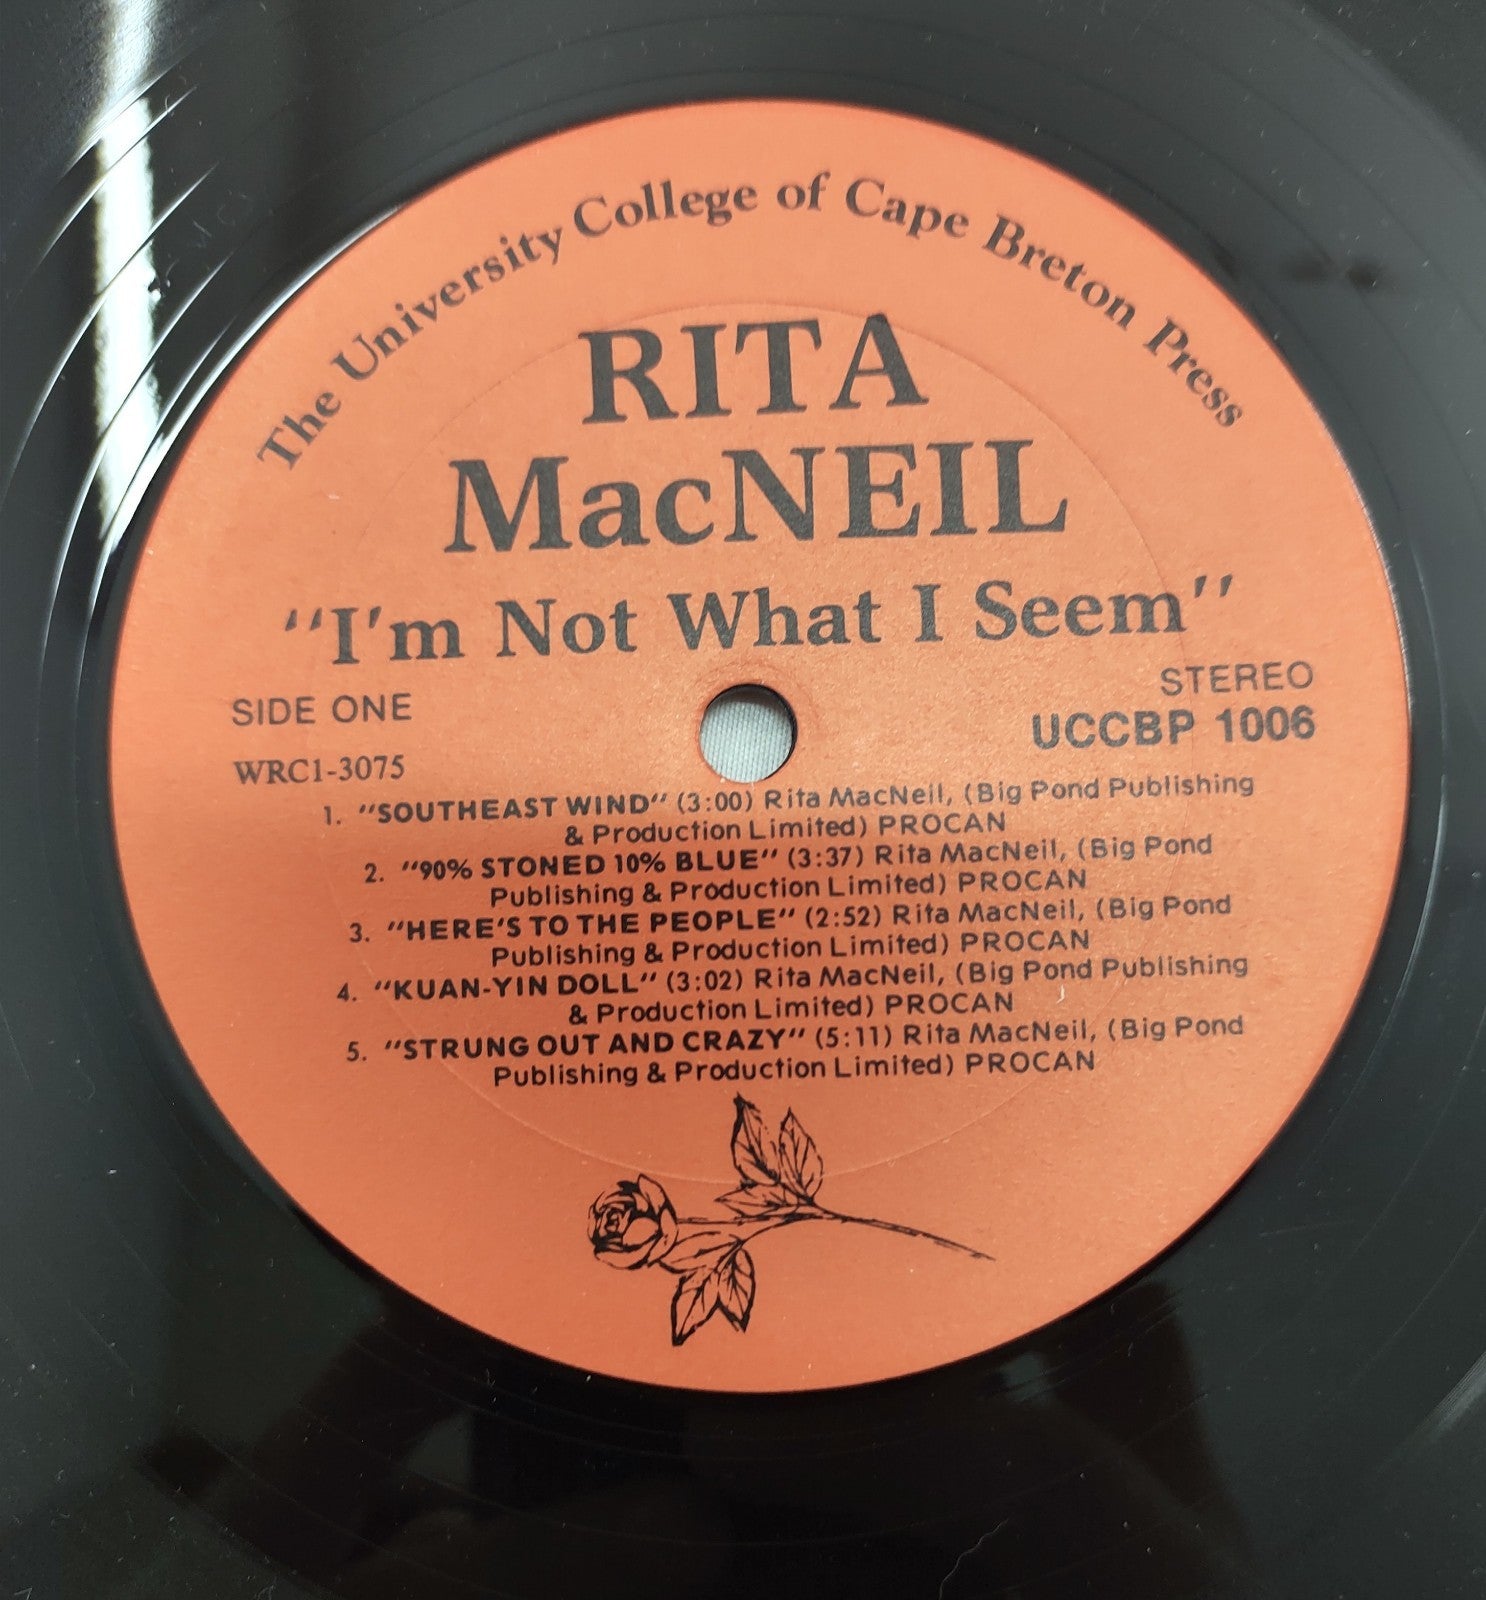 The University College of Cape Breton Press
RITA
MacNEIL
"I'm Not What I Seem"
SIDE ONE
STEREO
WRC1-3075
UCCBP 1006
1. "SOUTHEAST WIND" (3:00) Rita MacNeil, (Big Pond Publishing
& Production Limited) PROCAN
2. "90% STONED 10% BLUE" (3:37) Rita MacNeil, (Big Pond
Publishing & Production Limited) PROCAN
3. "HERE'S TO THE PEOPLE" (2:52) Rita MacNeil, (Big Pond
Publishing & Production Limited) PROCAN
4. "KUAN-YIN DOLL" (3:02) Rita MacNeil, (Big Pond Publishing
& Production Limited) PROCAN
5. "STRUNG OUT AND CRAZY" (5:11) Rita MacNeil, (Big Pond
Publishing & Production Limited) PROCAN